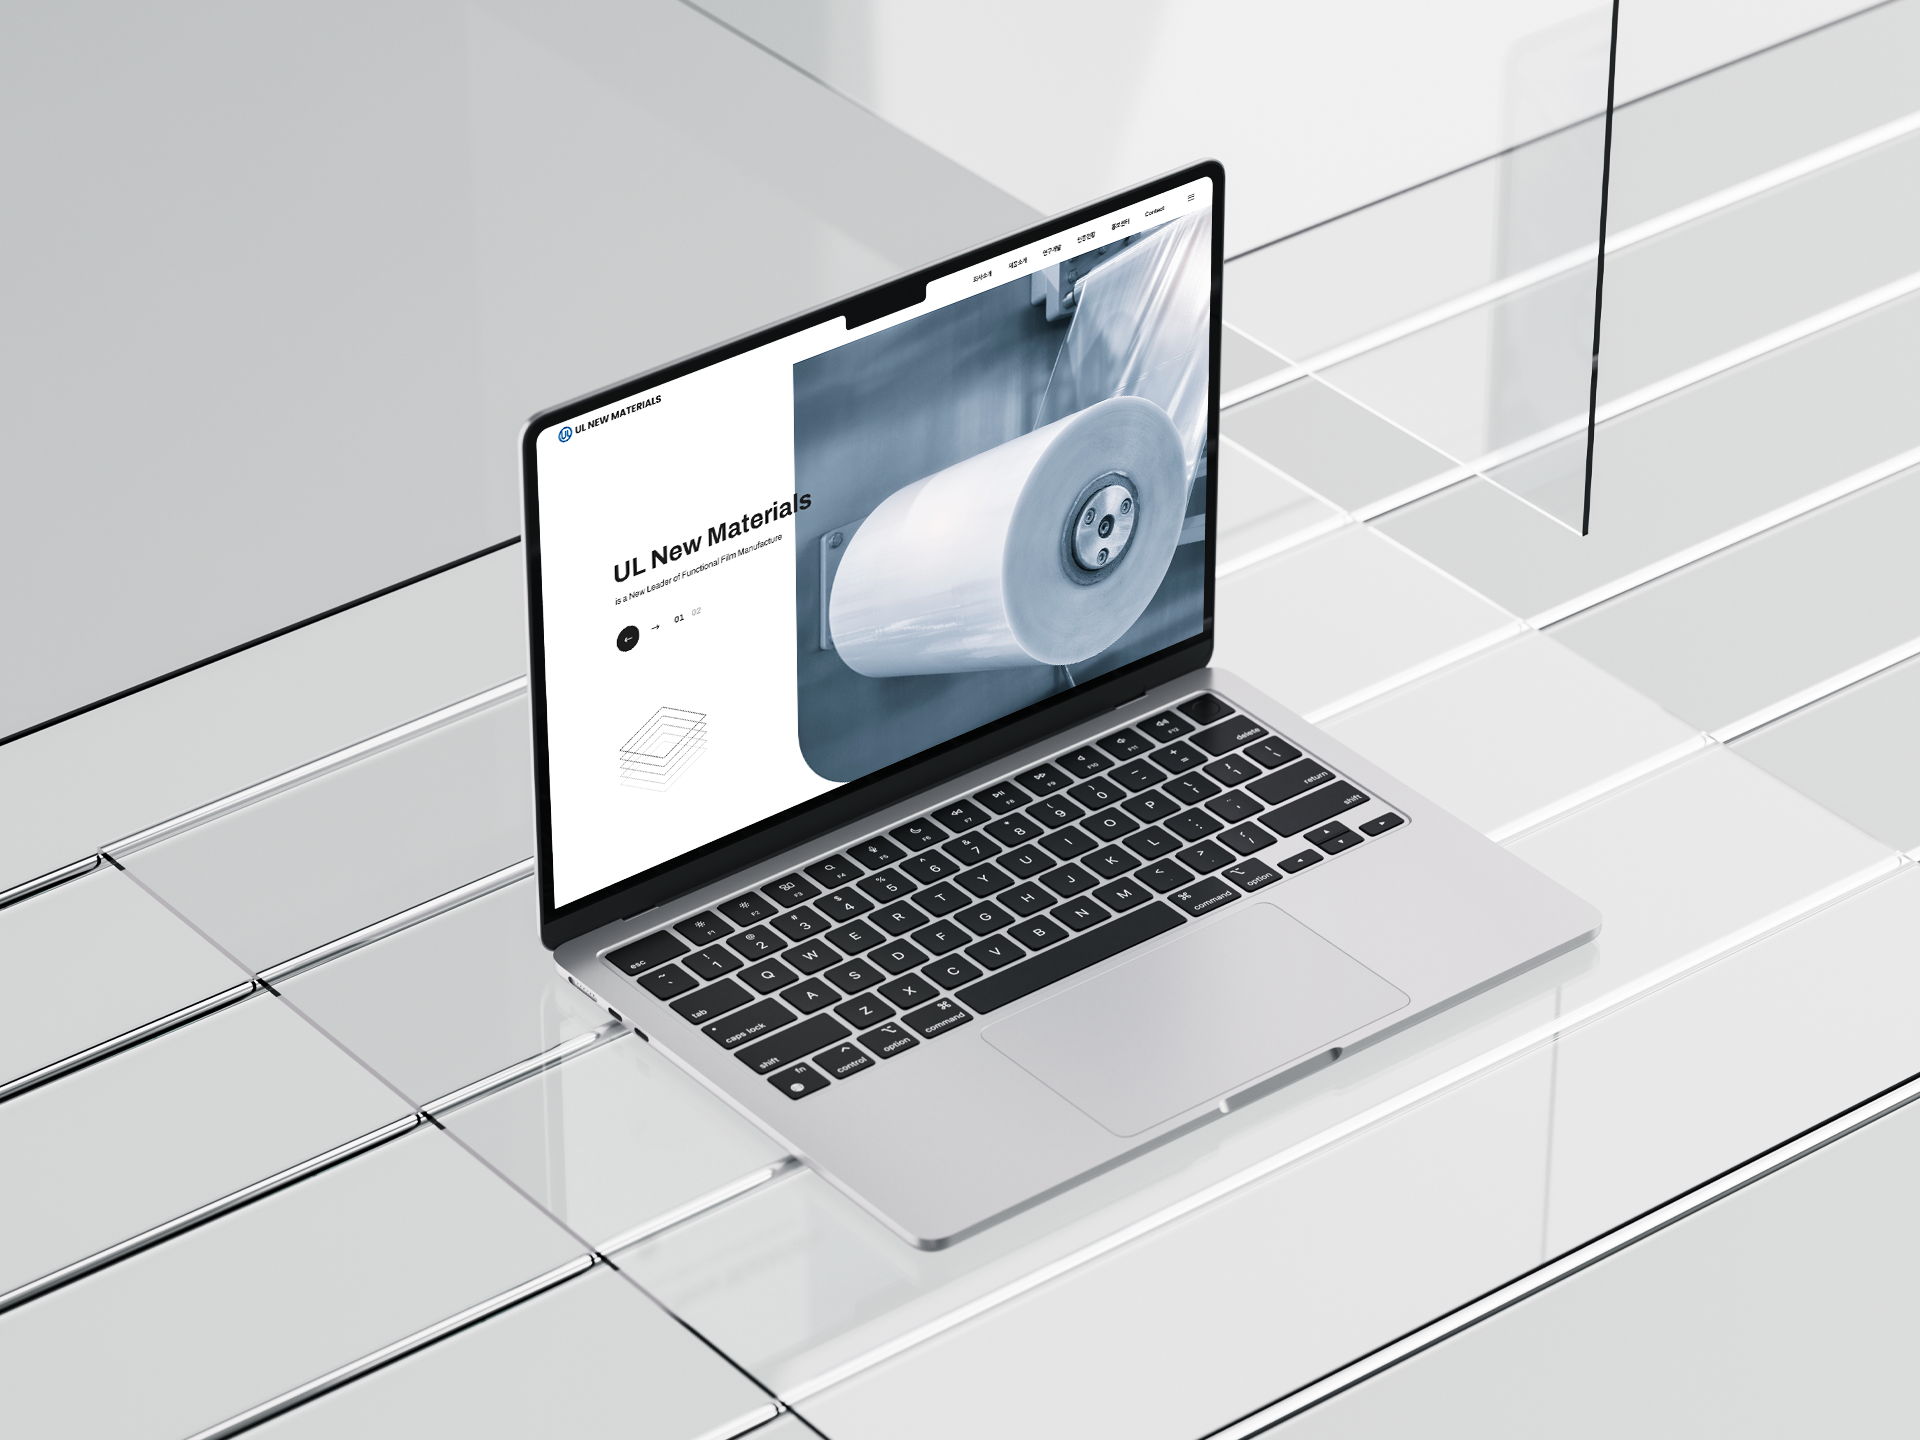 UL UL NEW MATERIALS
회사소개 제품소개 연구개발 인증현황 홍보센터 Contact
UL New Materials
is a New Leader of Functional Film Manufacture
← → 01 02
esc F1 F2 F3 F4 F5 F6 F7 F8 F9 F10 F11 F12
~ ` ! 1 @ 2 # 3 $ 4 % 5 ^ 6 & 7 * 8 ( 9 ) 0 _ - + = delete
tab Q W E R T Y U I O P
caps lock A S D F G H J K L : ; return
shift Z X C V B N M < , > . ? / shift
fn control option command command option